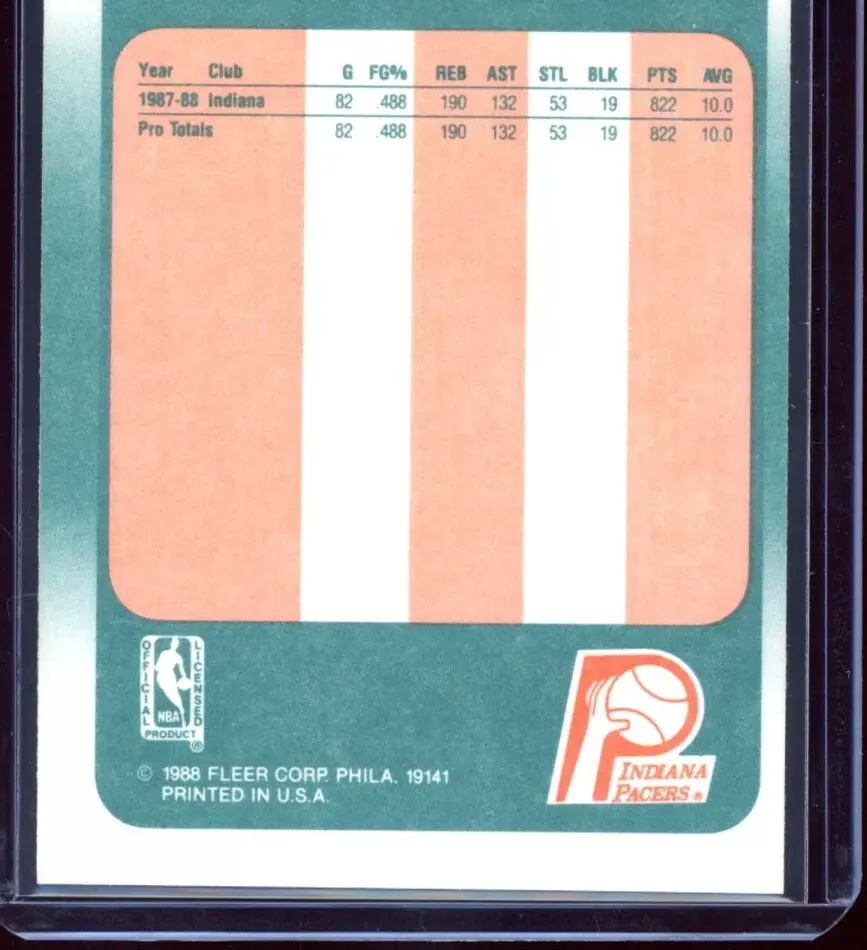 Year Club G FG% REB AST STL BLK PTS AVG
1987-88 Indiana 82 .488 190 132 53 19 822 10.0
Pro Totals 82 .488 190 132 53 19 822 10.0
OFFICIAL LICENSED
NBA
PRODUCT ®
© 1988 FLEER CORP. PHILA. 19141
PRINTED IN U.S.A.
INDIANA
PACERS ®